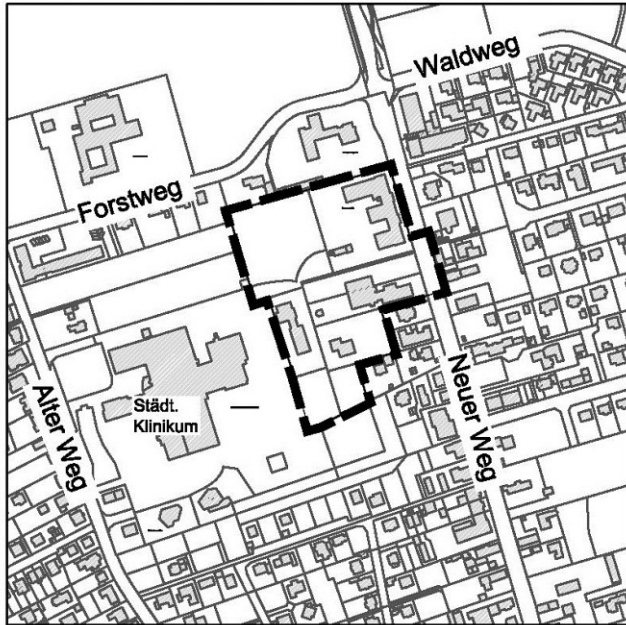 Waldweg
Forstweg
Alter Weg
Städt.
Klinikum
Neuer Weg